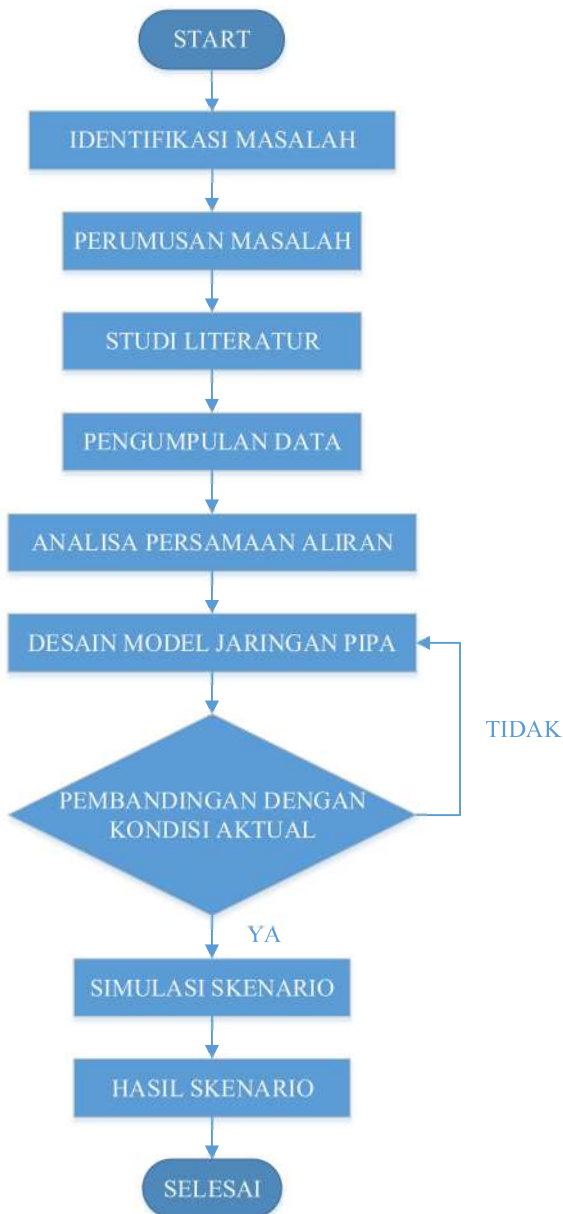 START
IDENTIFIKASI MASALAH
PERUMUSAN MASALAH
STUDI LITERATUR
PENGUMPULAN DATA
ANALISA PERSAMAAN ALIRAN
DESAIN MODEL JARINGAN PIPA
TIDAK
PEMBANDINGAN DENGAN
KONDISI AKTUAL
YA
SIMULASI SKENARIO
HASIL SKENARIO
SELESAI